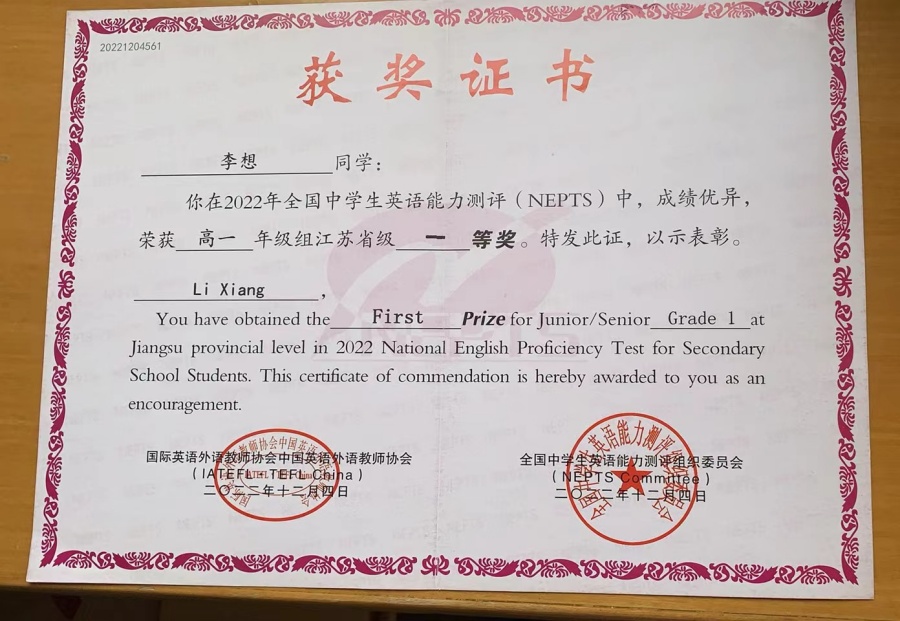 20221204561
获奖证书
李想 同学：
你在2022年全国中学生英语能力测评（NEPTS）中，成绩优异，
荣获 高一 年级组江苏省级 一 等奖。特发此证，以示表彰。
Li Xiang ,
You have obtained the First Prize for Junior/Senior Grade 1 at
Jiangsu provincial level in 2022 National English Proficiency Test for Secondary
School Students. This certificate of commendation is hereby awarded to you as an
encouragement.
国际英语外语教师协会中国英语外语教师协会
(IATEFL-TEFL China)
二〇二二年十二月四日
全国中学生英语能力测评组织委员会
(NEPTS Committee)
二〇二二年十二月四日